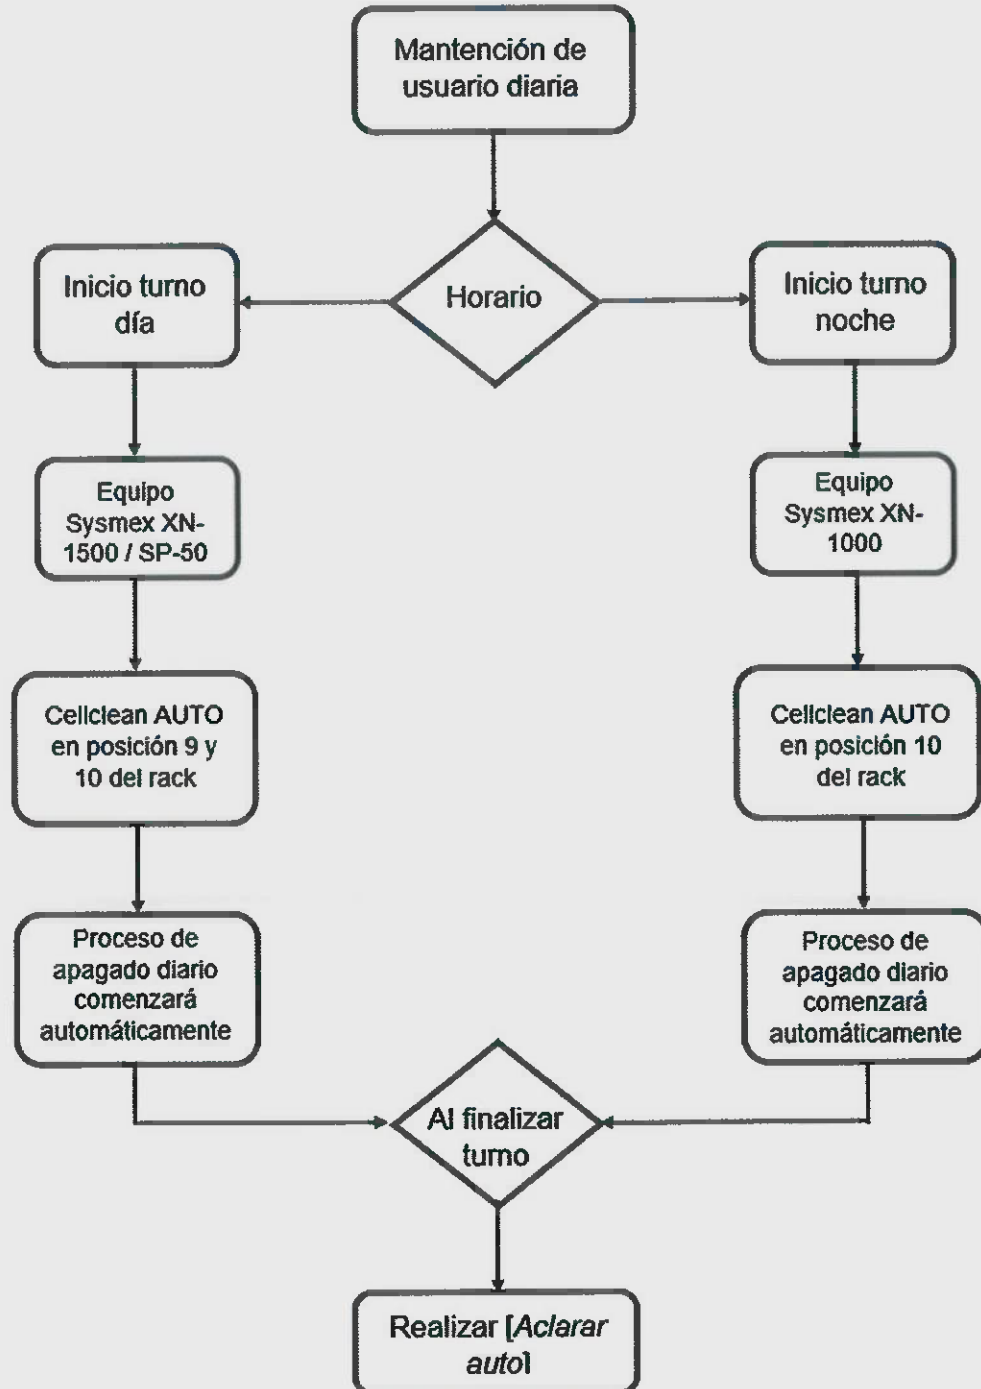 Mantención de
usuario diaria
Horario
Inicio turno
día
Inicio turno
noche
Equipo
Sysmex XN-
1500 / SP-50
Equipo
Sysmex XN-
1000
Cellclean AUTO
en posición 9 y
10 del rack
Cellclean AUTO
en posición 10
del rack
Proceso de
apagado diario
comenzará
automáticamente
Proceso de
apagado diario
comenzará
automáticamente
Al finalizar
turno
Realizar [Aclarar
auto]